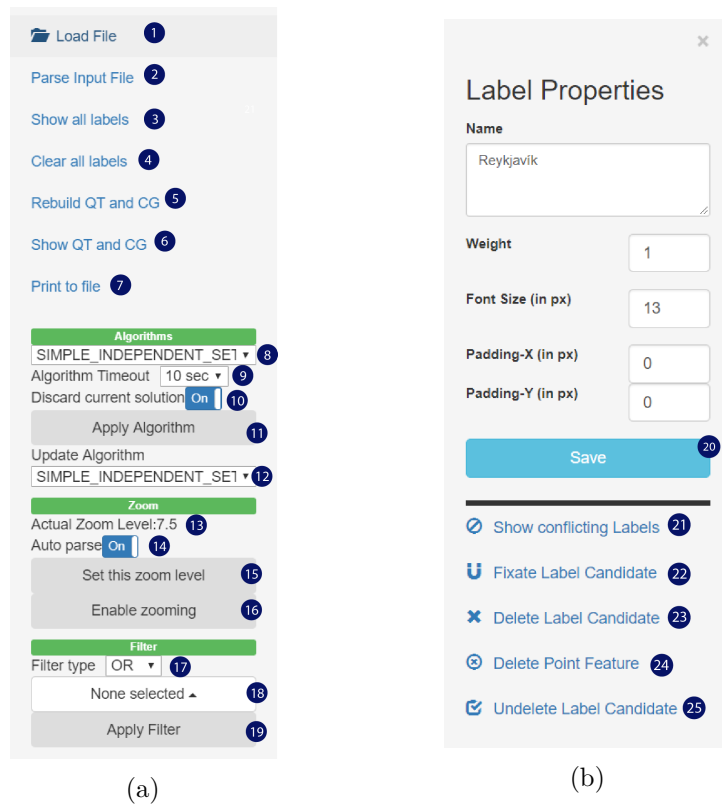 Load File 1
Parse Input File 2
Show all labels 3
Clear all labels 4
Rebuild QT and CG 5
Show QT and CG 6
Print to file 7
Algorithms
SIMPLE_INDEPENDENT_SET 8
Algorithm Timeout 10 sec 9
Discard current solution On 10
Apply Algorithm 11
Update Algorithm
SIMPLE_INDEPENDENT_SET 12
Zoom
Actual Zoom Level:7.5 13
Auto parse On 14
Set this zoom level 15
Enable zooming 16
Filter
Filter type OR 17
None selected 18
Apply Filter 19
(a)
×
Label Properties
Name
Reykjavík
Weight 1
Font Size (in px) 13
Padding-X (in px) 0
Padding-Y (in px) 0
Save 20
Show conflicting Labels 21
Fixate Label Candidate 22
Delete Label Candidate 23
Delete Point Feature 24
Undelete Label Candidate 25
(b)